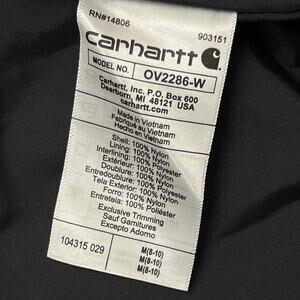 RN#14806
903151
carhartt
MODEL NO. OV2286-W
Carhartt, Inc. P.O. Box 600
Dearborn, MI 48121 USA
carhartt.com
Made in Vietnam
Fabriqué au Vietnam
Hecho en Vietnam
Shell: 100% Nylon
Lining: 100% Nylon
Interlining: 100% Polyester
Extérieur: 100% Nylon
Doublure: 100% Nylon
Triplure: 100% Polyester
Tela: 100% Nylon
Forro: 100% Nylon
Entretela: 100% Poliéster
Exclusive Trimming
Sauf Garnitures
Excepto Adorno
104315 029
M(8-10)
M(8-10)
M(8-10)